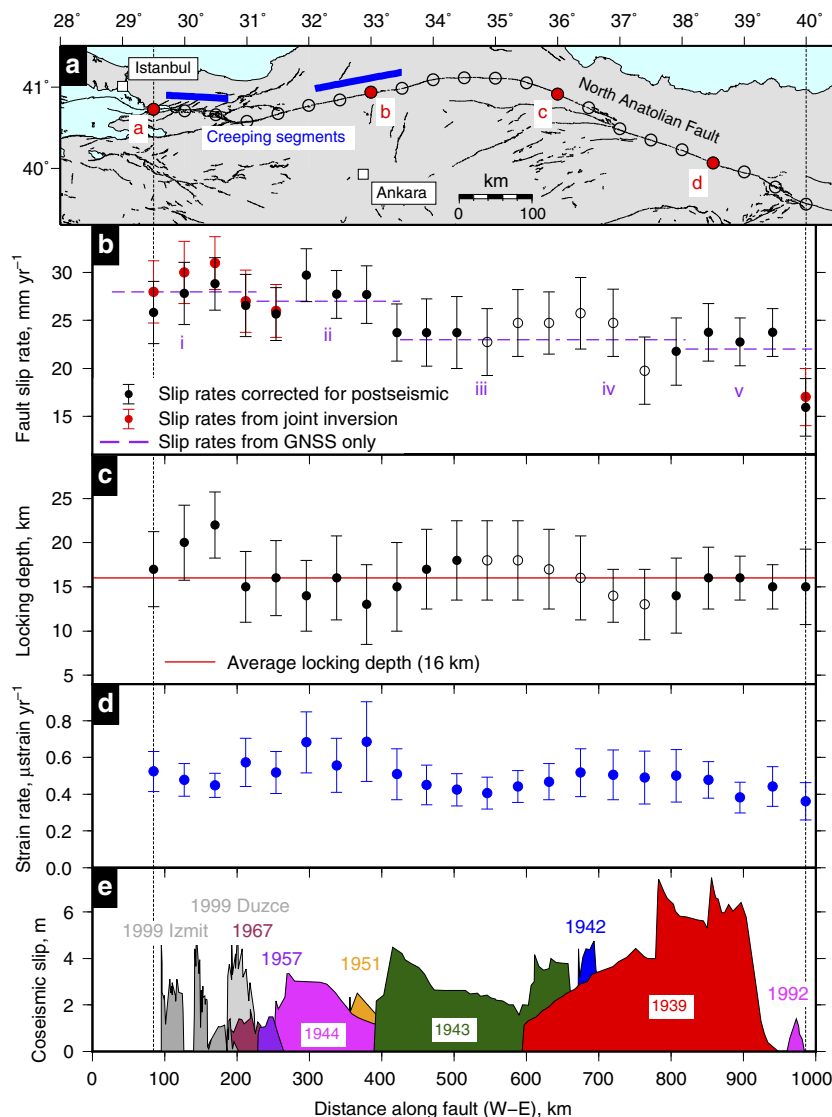 28° 29° 30° 31° 32° 33° 34° 35° 36° 37° 38° 39° 40°
a
Istanbul
41°
40°
a
b
c
d
Creeping segments
North Anatolian Fault
Ankara
km
0 100
b
Fault slip rate, mm yr⁻¹
30
25
20
15
i
ii
iii
iv
v
Slip rates corrected for postseismic
Slip rates from joint inversion
Slip rates from GNSS only
c
Locking depth, km
25
20
15
10
5
Average locking depth (16 km)
d
Strain rate, μstrain yr⁻¹
0.8
0.6
0.4
0.2
0.0
e
Coseismic slip, m
6
4
2
0
1999 Duzce
1999 Izmit
1967
1957
1951
1942
1944
1943
1939
1992
0 100 200 300 400 500 600 700 800 900 1000
Distance along fault (W–E), km